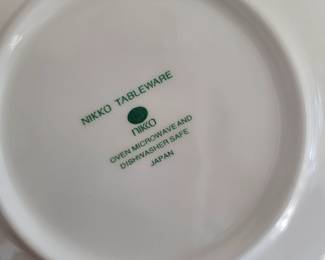 NIKKO TABLEWARE
nikko
OVEN MICROWAVE AND
DISHWASHER SAFE
JAPAN